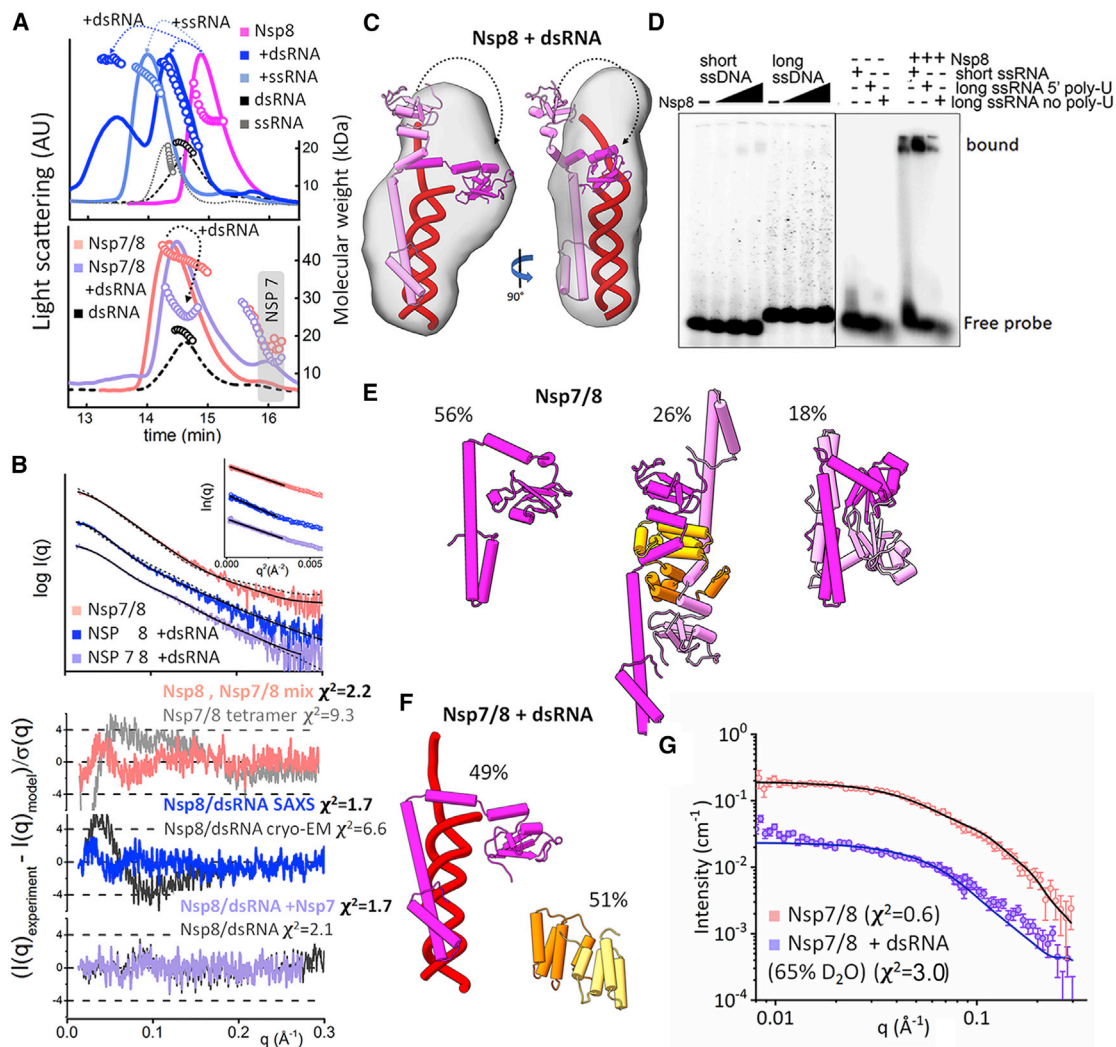 A
+dsRNA
+ssRNA
Nsp8
+dsRNA
+ssRNA
dsRNA
ssRNA
Light scattering (AU)
Molecular weight (kDa)
20
10
+dsRNA
Nsp7/8
Nsp7/8
+dsRNA
dsRNA
NSP 7
40
30
20
10
13 14 15 16
time (min)
B
log I(q)
ln(q)
q²(Å⁻²) 0.005
Nsp7/8
NSP 8 +dsRNA
NSP 7 8 +dsRNA
(I(q)experiment - I(q)model)/σ(q)
Nsp8 , Nsp7/8 mix χ²=2.2
Nsp7/8 tetramer χ²=9.3
4
0
-4
Nsp8/dsRNA SAXS χ²=1.7
Nsp8/dsRNA cryo-EM χ²=6.6
4
0
-4
Nsp8/dsRNA +Nsp7 χ²=1.7
Nsp8/dsRNA χ²=2.1
4
0
-4
0.0 0.1 0.2 0.3
q (Å⁻¹)
C
Nsp8 + dsRNA
90°
D
short ssDNA
long ssDNA
Nsp8
– –
– – – +++ Nsp8
+ – – + – – short ssRNA
– + – – + – long ssRNA 5' poly-U
– – + – – + long ssRNA no poly-U
bound
Free probe
E
Nsp7/8
56%
26%
18%
F
Nsp7/8 + dsRNA
49%
51%
G
Intensity (cm⁻¹)
10⁰
10⁻¹
10⁻²
10⁻³
10⁻⁴
Nsp7/8 (χ²=0.6)
Nsp7/8 + dsRNA
(65% D₂O) (χ²=3.0)
0.01 0.1
q (Å⁻¹)